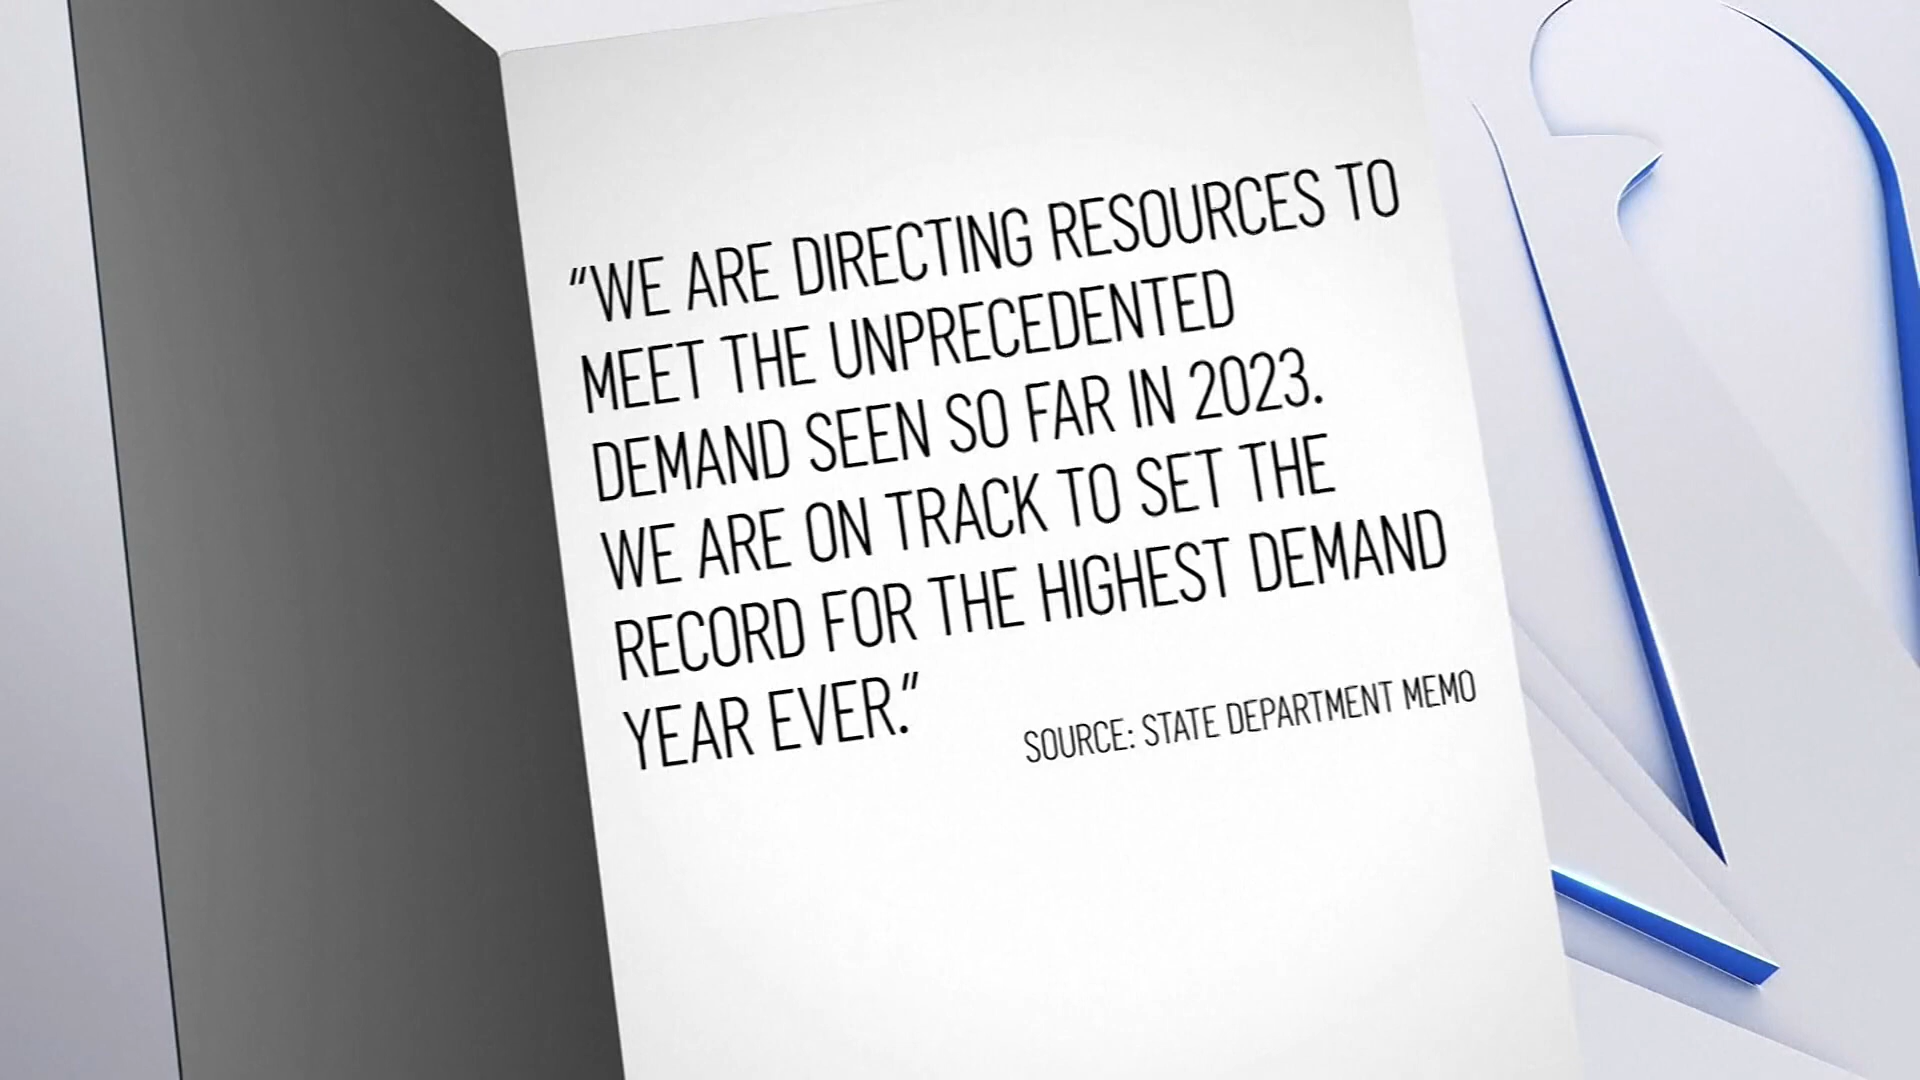 “WE ARE DIRECTING RESOURCES TO
MEET THE UNPRECEDENTED
DEMAND SEEN SO FAR IN 2023.
WE ARE ON TRACK TO SET THE
RECORD FOR THE HIGHEST DEMAND
YEAR EVER.”
SOURCE: STATE DEPARTMENT MEMO